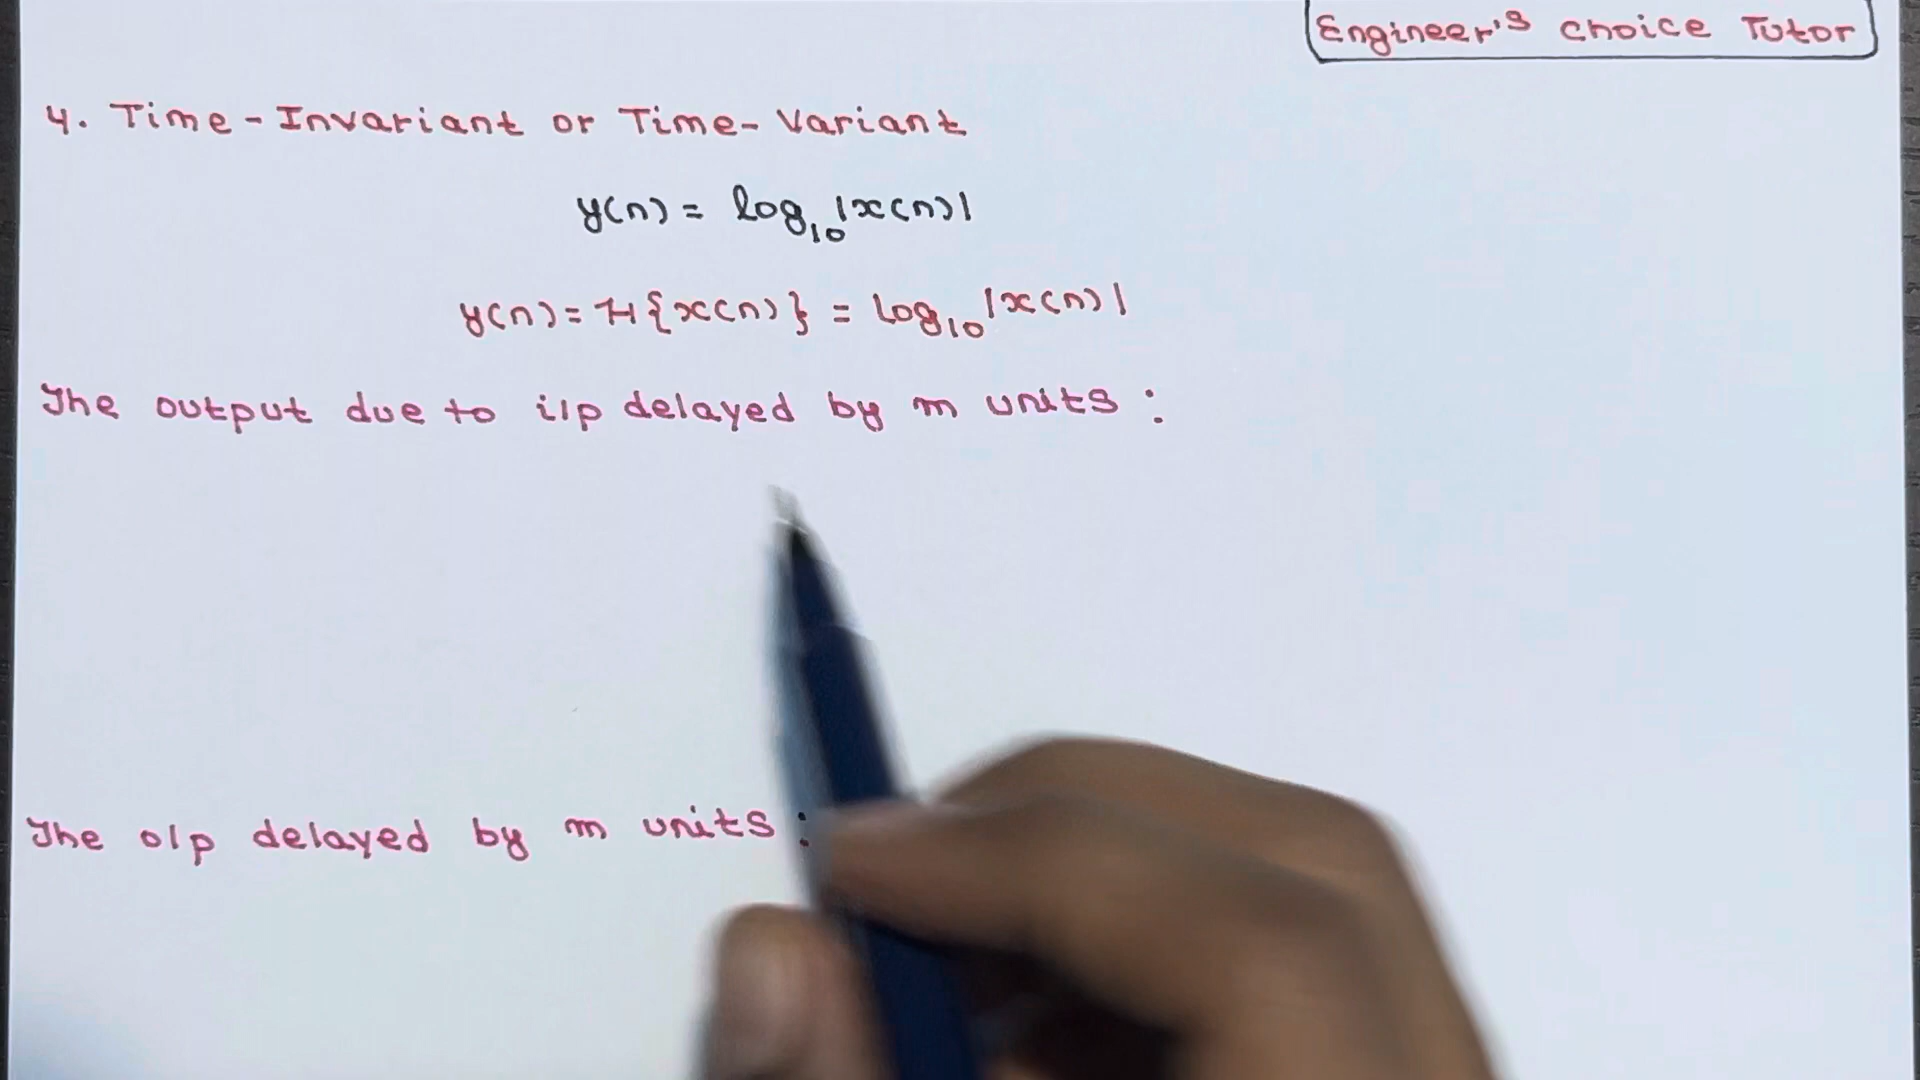 Engineer's Choice Tutor
4. Time-Invariant or Time-Variant
y(n) = log₁₀|x(n)|
y(n) = H{x(n)} = log₁₀|x(n)|
The output due to i/p delayed by m units :
The o/p delayed by m units :